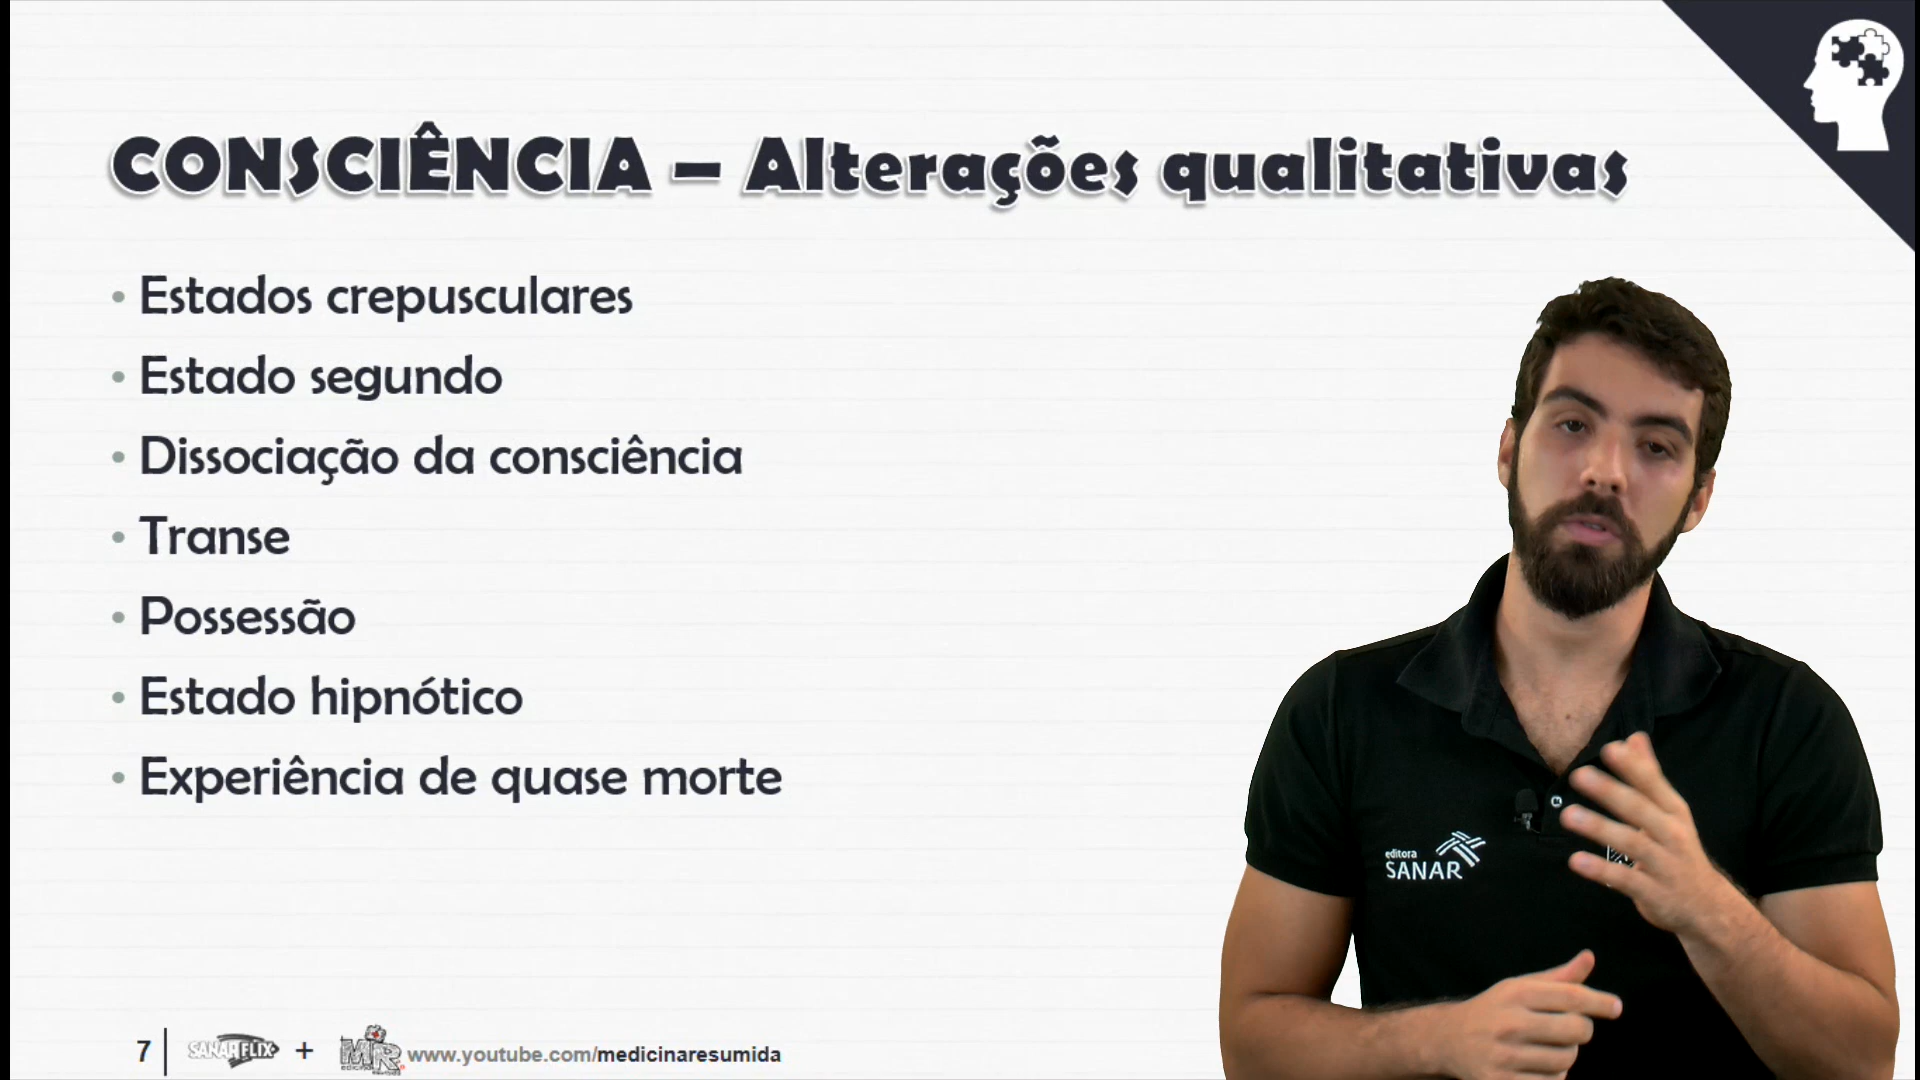 CONSCIÊNCIA – Alterações qualitativas
• Estados crepusculares
• Estado segundo
• Dissociação da consciência
• Transe
• Possessão
• Estado hipnótico
• Experiência de quase morte
editora
SANAR
7 | SANARFLIX + MR www.youtube.com/medicinaresumida